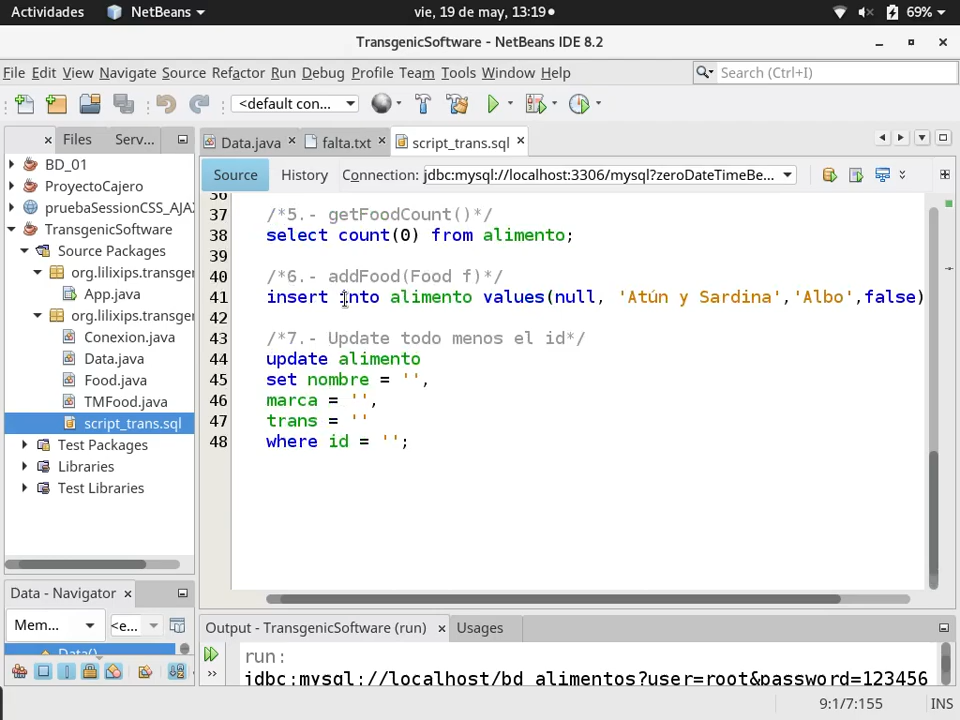 Actividades NetBeans vie, 19 de may, 13:19 69%
TransgenicSoftware - NetBeans IDE 8.2
File Edit View Navigate Source Refactor Run Debug Profile Team Tools Window Help Search (Ctrl+I)
<default con...
Files Serv...
Data.java falta.txt script_trans.sql
BD_01
ProyectoCajero
pruebaSessionCSS_AJAX
TransgenicSoftware
Source Packages
org.lilixips.transgen
App.java
org.lilixips.transgen
Conexion.java
Data.java
Food.java
TMFood.java
script_trans.sql
Test Packages
Libraries
Test Libraries
Source History Connection: jdbc:mysql://localhost:3306/mysql?zeroDateTimeBe...
36
37 /*5.- getFoodCount()*/
38 select count(0) from alimento;
39
40 /*6.- addFood(Food f)*/
41 insert into alimento values(null, 'Atún y Sardina','Albo',false)
42
43 /*7.- Update todo menos el id*/
44 update alimento
45 set nombre = '',
46 marca = '',
47 trans = ''
48 where id = '';
Data - Navigator
Mem... <e...
Data()
Output - TransgenicSoftware (run) Usages
run:
jdbc:mysql://localhost/bd_alimentos?user=root&password=123456
9:1/7:155 INS